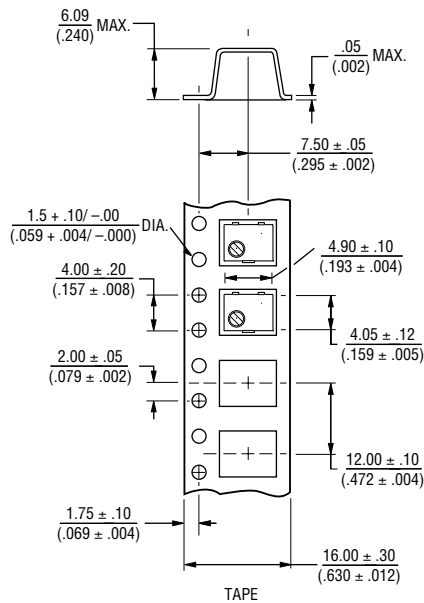 6.09
(.240)
MAX.
.05
(.002)
MAX.
7.50 ± .05
(.295 ± .002)
1.5 + .10/ –.00
(.059 + .004/ –.000)
DIA.
4.90 ± .10
(.193 ± .004)
4.00 ± .20
(.157 ± .008)
4.05 ± .12
(.159 ± .005)
2.00 ± .05
(.079 ± .002)
12.00 ± .10
(.472 ± .004)
1.75 ± .10
(.069 ± .004)
16.00 ± .30
(.630 ± .012)
TAPE